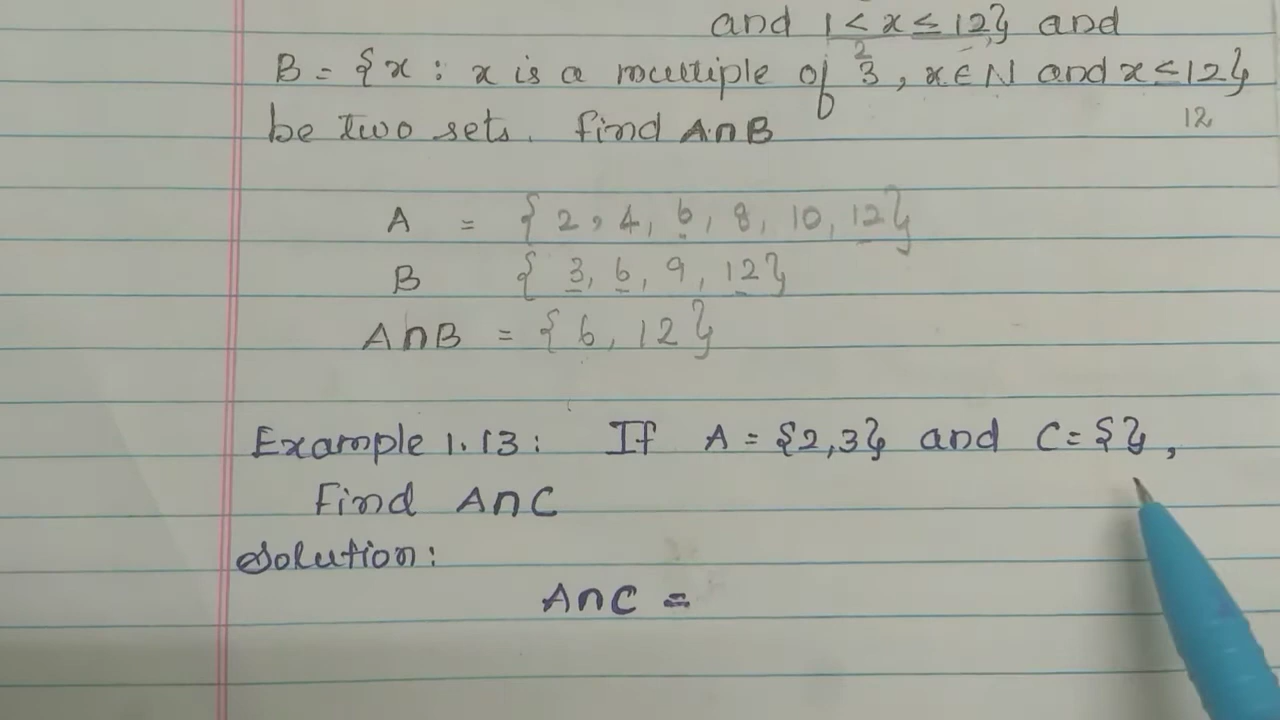 and 1 < x ≤ 12} and
2
B = {x : x is a multiple of 3, x ∈ N and x ≤ 12}
be two sets. Find A∩B
12
A = {2, 4, 6, 8, 10, 12}
B {3, 6, 9, 12}
A∩B = {6, 12}
Example 1.13: If A = {2,3} and C = {},
Find A∩C
Solution:
A∩C =